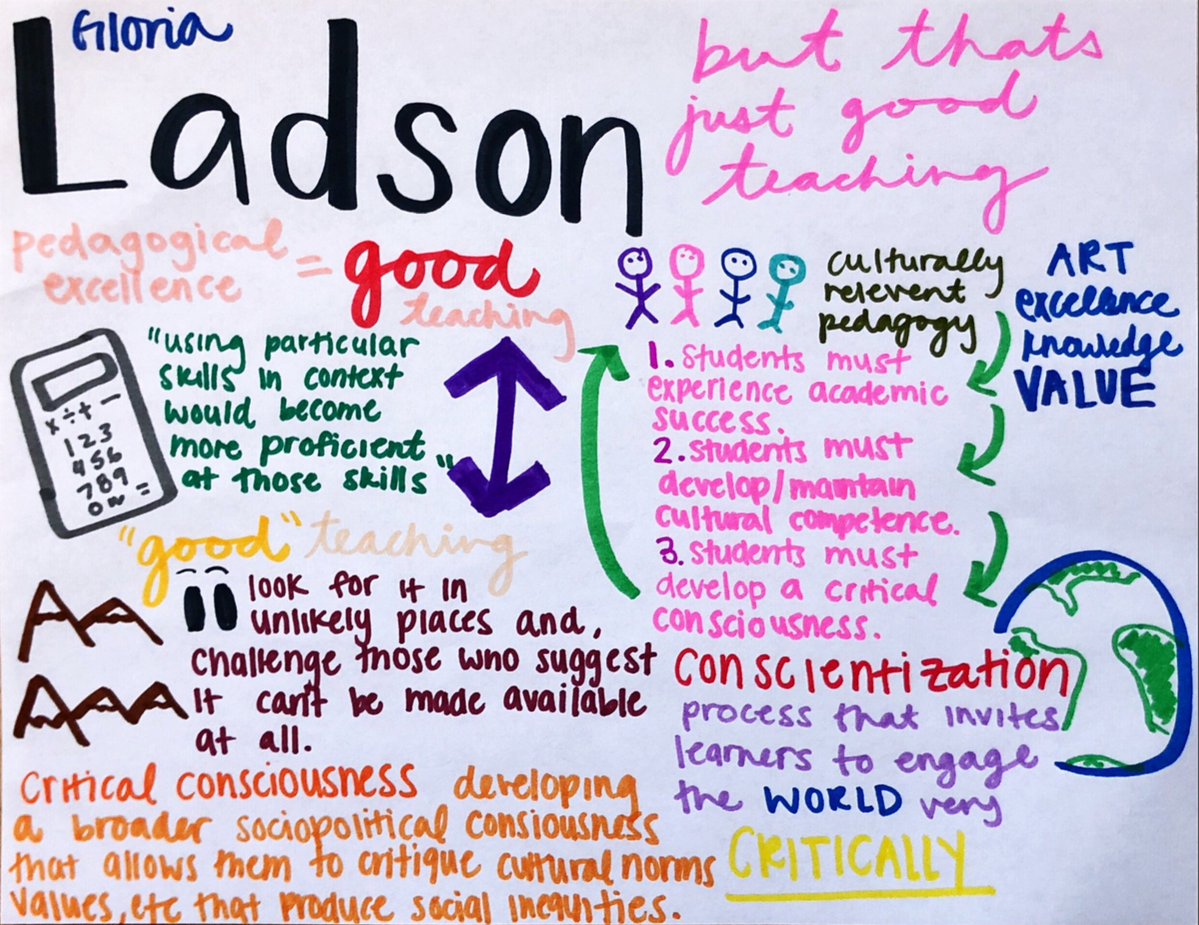 Gloria
Ladson
but thats
just good
teaching
pedagogical
excellence
= good
teaching
"using particular
skills in context
would become
more proficient
at those skills"
x ÷ + -
1 2 3
4 5 6
7 8 9
0 =
culturally
relevent
pedagogy
ART
excellence
knowledge
VALUE
1. Students must
experience academic
success.
2. Students must
develop/maintain
cultural competence.
3. Students must
develop a critical
consciousness.
"good" teaching
look for it in
unlikely places and,
challenge those who suggest
it can't be made available
at all.
Conscientization
process that invites
learners to engage
the WORLD very
CRITICALLY
Critical consciousness developing
a broader sociopolitical consiousness
that allows them to critique cultural norms
values, etc that produce social inequities.